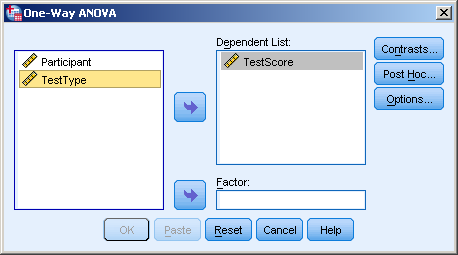 One-Way ANOVA
Participant
TestType
Dependent List:
TestScore
Factor:
Contrasts...
Post Hoc...
Options...
OK
Paste
Reset
Cancel
Help